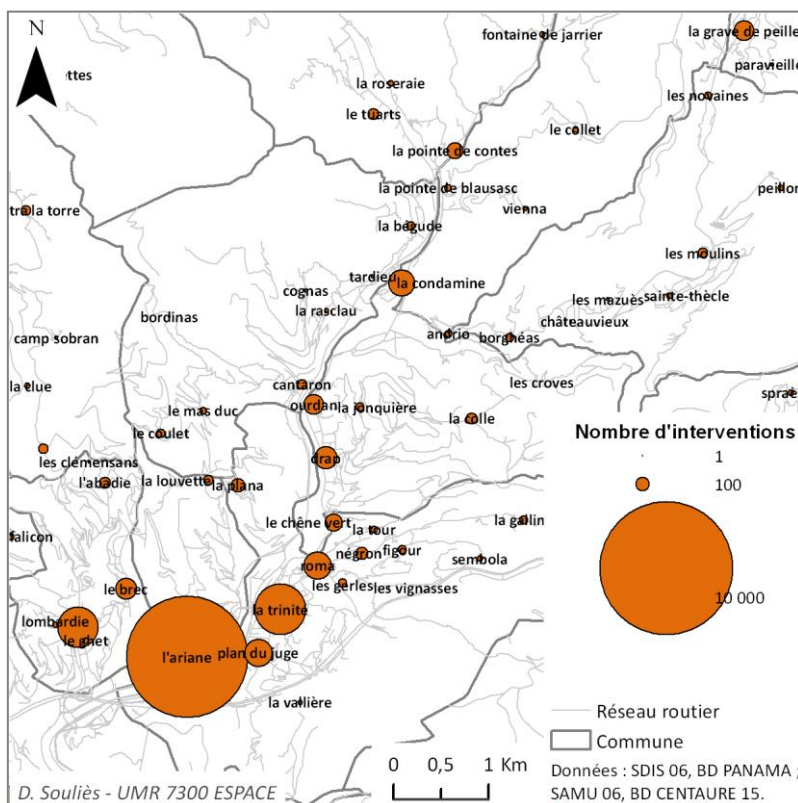 N
fontaine de jarrier
la grave de peille
ettes
la roseraie
paravieille
les novaines
le tuarts
le collet
la pointe de contes
la pointe de blausasc
peillon
tra la torre
vienna
la bégude
les moulins
tardieu
la condamine
cognas
sainte-thècle
les mezuès
la rasclau
bordinas
châteauvieux
camp sobran
andrio
borghéas
la clue
cantaron
les croves
spraès
ourdan
la jonquière
le mas duc
la colle
le coulet
Nombre d'interventions
1
100
10 000
drap
les clémensans
l'abadie
la louvette
la plana
le chêne vert
la tour
la gallin
falicon
négron
figour
sembola
roma
les gerles
les vignasses
le brec
la trinité
lombardie
le ghet
l'ariane
plan du juge
la vallière
Réseau routier
Commune
0 0,5 1 Km
Données : SDIS 06, BD PANAMA ;
SAMU 06, BD CENTAURE 15.
D. Souliès - UMR 7300 ESPACE